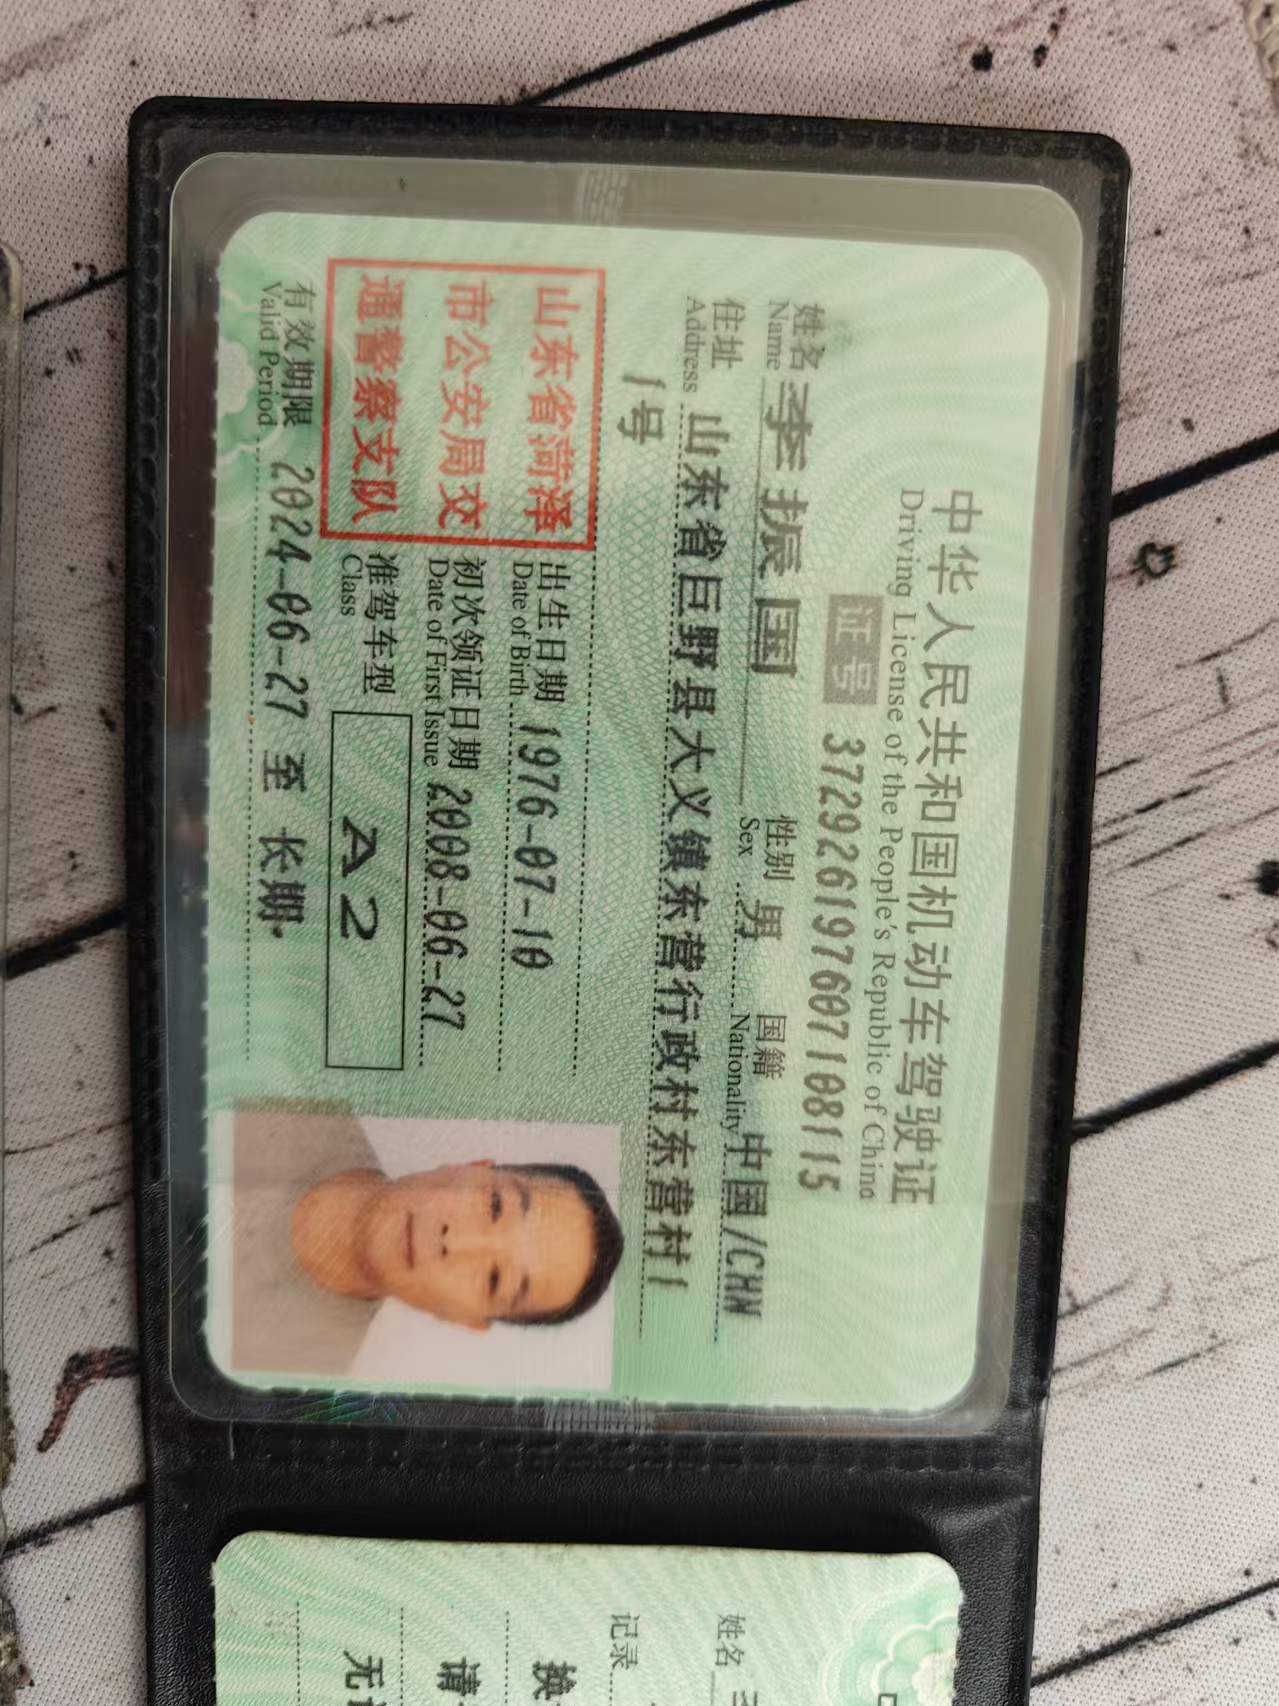 中华人民共和国机动车驾驶证
Driving License of the People's Republic of China
证号 372926197607108115
姓名 李振国 性别 男 国籍 中国/CHN
Name Sex Nationality
住址 山东省巨野县大义镇东营行政村东营村1
Address
1号
山东省菏泽
市公安局交
通警察支队
出生日期 1976-07-10
Date of Birth
初次领证日期 2008-06-27
Date of First Issue
准驾车型 A2
Class
有效期限 2024-06-27 至 长期
Valid Period
姓名
记录
换
请
无